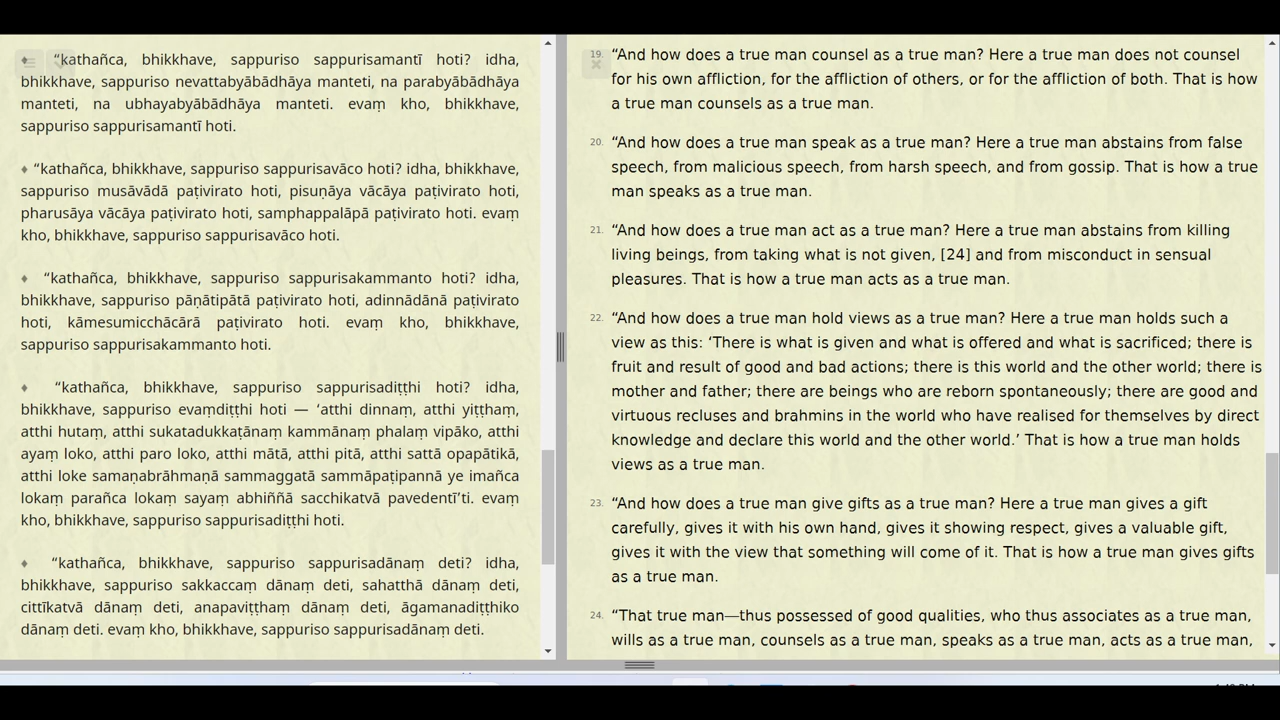 ♦ “kathañca, bhikkhave, sappuriso sappurisamantī hoti? idha,
bhikkhave, sappuriso nevattabyābādhāya manteti, na parabyābādhāya
manteti, na ubhayabyābādhāya manteti. evaṃ kho, bhikkhave,
sappuriso sappurisamantī hoti.
♦ “kathañca, bhikkhave, sappuriso sappurisavāco hoti? idha, bhikkhave,
sappuriso musāvādā paṭivirato hoti, pisuṇāya vācāya paṭivirato hoti,
pharusāya vācāya paṭivirato hoti, samphappalāpā paṭivirato hoti. evaṃ
kho, bhikkhave, sappuriso sappurisavāco hoti.
♦ “kathañca, bhikkhave, sappuriso sappurisakammanto hoti? idha,
bhikkhave, sappuriso pāṇātipātā paṭivirato hoti, adinnādānā paṭivirato
hoti, kāmesumicchācārā paṭivirato hoti. evaṃ kho, bhikkhave,
sappuriso sappurisakammanto hoti.
♦ “kathañca, bhikkhave, sappuriso sappurisadiṭṭhi hoti? idha,
bhikkhave, sappuriso evaṃdiṭṭhi hoti — ‘atthi dinnaṃ, atthi yiṭṭhaṃ,
atthi hutaṃ, atthi sukatadukkaṭānaṃ kammānaṃ phalaṃ vipāko, atthi
ayaṃ loko, atthi paro loko, atthi mātā, atthi pitā, atthi sattā opapātikā,
atthi loke samaṇabrāhmaṇā sammaggatā sammāpaṭipannā ye imañca
lokaṃ parañca lokaṃ sayaṃ abhiññā sacchikatvā pavedentī’ti. evaṃ
kho, bhikkhave, sappuriso sappurisadiṭṭhi hoti.
♦ “kathañca, bhikkhave, sappuriso sappurisadānaṃ deti? idha,
bhikkhave, sappuriso sakkaccaṃ dānaṃ deti, sahatthā dānaṃ deti,
cittīkatvā dānaṃ deti, anapaviṭṭhaṃ dānaṃ deti, āgamanadiṭṭhiko
dānaṃ deti. evaṃ kho, bhikkhave, sappuriso sappurisadānaṃ deti.
19. “And how does a true man counsel as a true man? Here a true man does not counsel
for his own affliction, for the affliction of others, or for the affliction of both. That is how
a true man counsels as a true man.
20. “And how does a true man speak as a true man? Here a true man abstains from false
speech, from malicious speech, from harsh speech, and from gossip. That is how a true
man speaks as a true man.
21. “And how does a true man act as a true man? Here a true man abstains from killing
living beings, from taking what is not given, [24] and from misconduct in sensual
pleasures. That is how a true man acts as a true man.
22. “And how does a true man hold views as a true man? Here a true man holds such a
view as this: ‘There is what is given and what is offered and what is sacrificed; there is
fruit and result of good and bad actions; there is this world and the other world; there is
mother and father; there are beings who are reborn spontaneously; there are good and
virtuous recluses and brahmins in the world who have realised for themselves by direct
knowledge and declare this world and the other world.’ That is how a true man holds
views as a true man.
23. “And how does a true man give gifts as a true man? Here a true man gives a gift
carefully, gives it with his own hand, gives it showing respect, gives a valuable gift,
gives it with the view that something will come of it. That is how a true man gives gifts
as a true man.
24. “That true man—thus possessed of good qualities, who thus associates as a true man,
wills as a true man, counsels as a true man, speaks as a true man, acts as a true man,